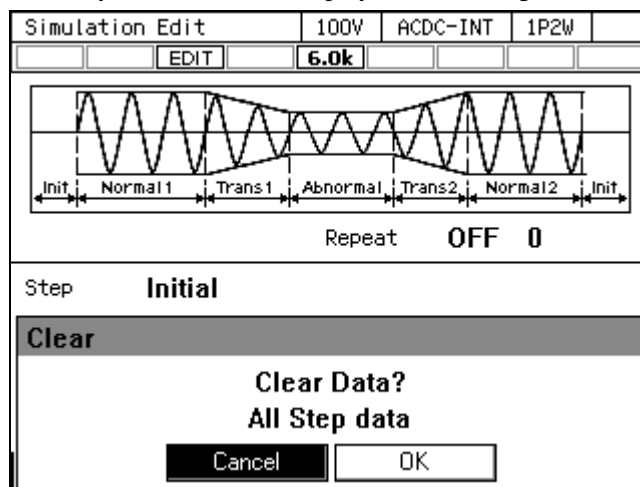 Simulation Edit 100V ACDC-INT 1P2W
EDIT 6.0k
Init Normal1 Trans1 Abnormal Trans2 Normal2 Init
Repeat OFF 0
Step Initial
Clear
Clear Data?
All Step data
Cancel OK